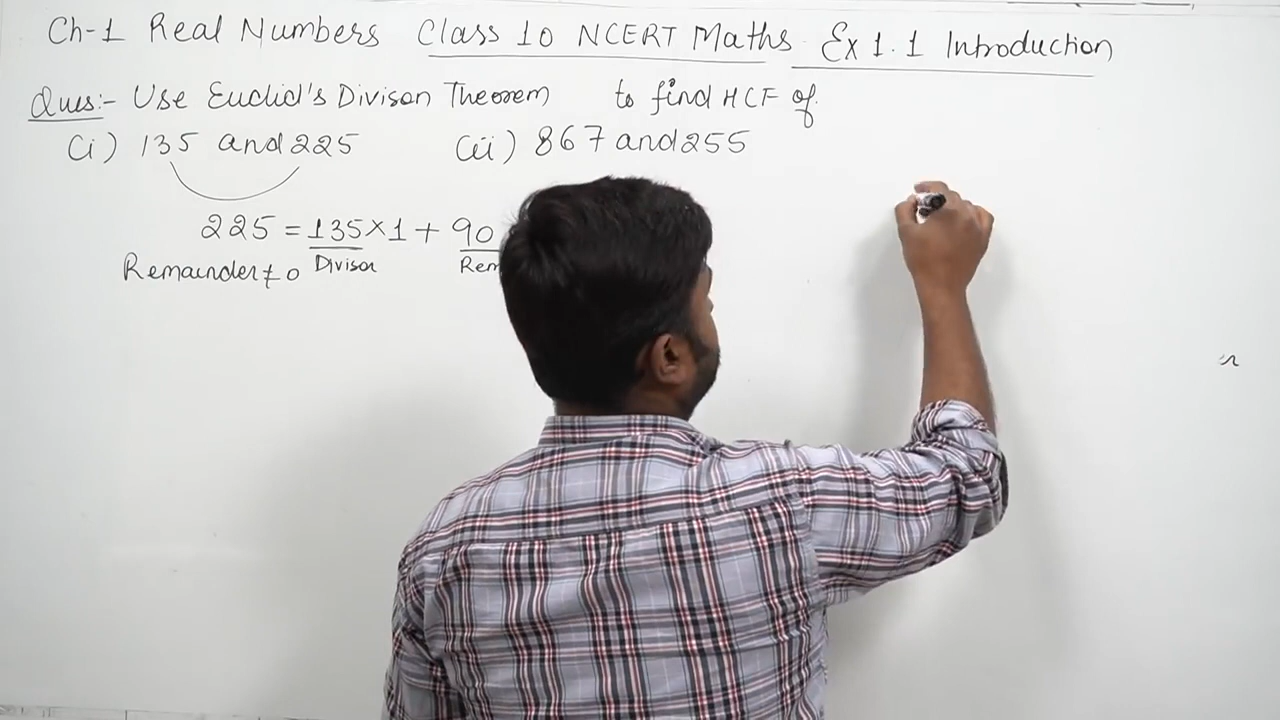 Ch-1 Real Numbers Class 10 NCERT Maths Ex 1.1 Introduction
Ques:- Use Euclid's Divison Theorem to find HCF of
(i) 135 and 225 (iii) 867 and 255
225 = 135 × 1 + 90
Remainder ≠ 0 Divisor